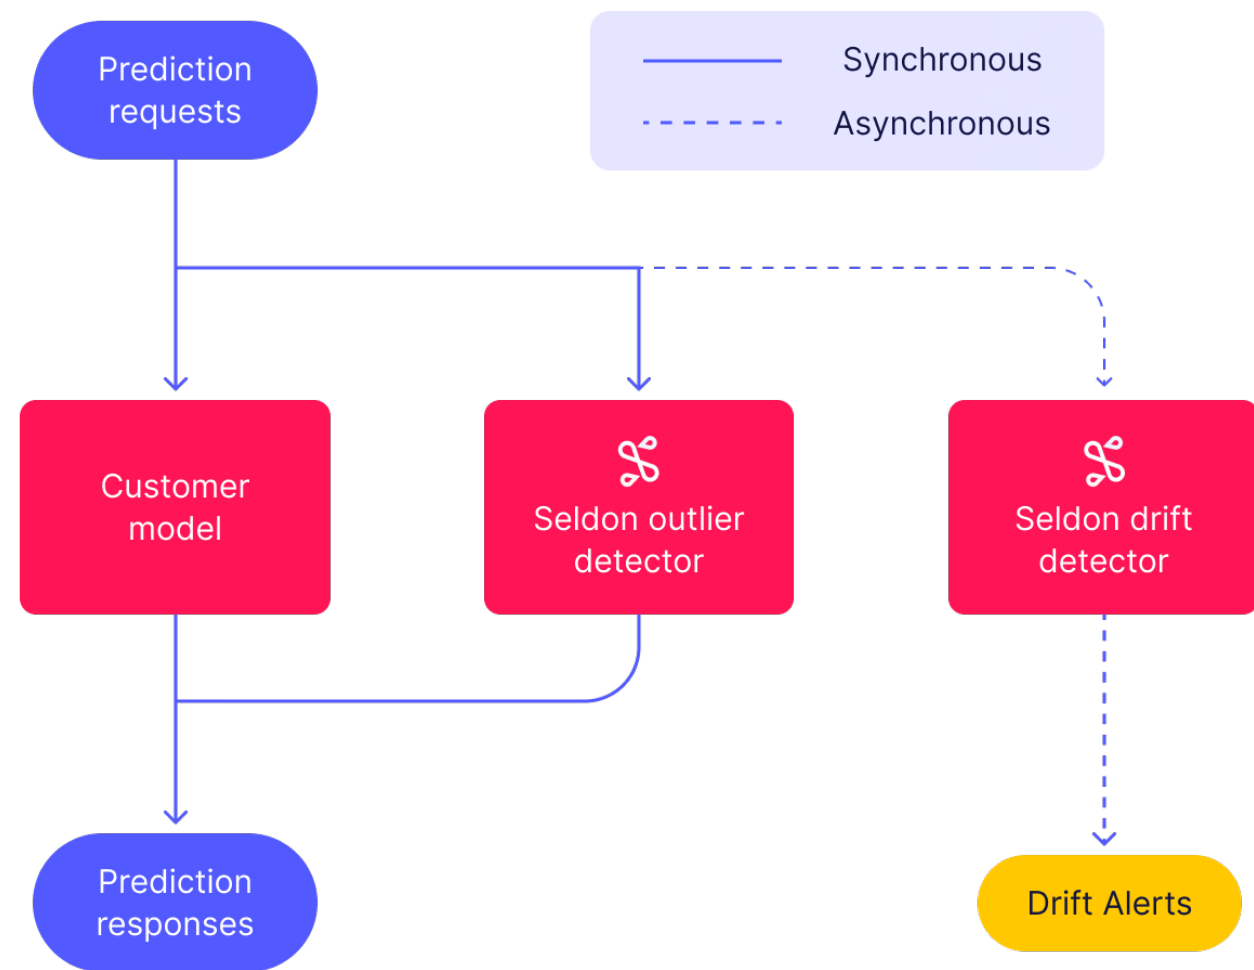 Prediction
requests
Synchronous
Asynchronous
Customer
model
Seldon outlier
detector
Seldon drift
detector
Prediction
responses
Drift Alerts